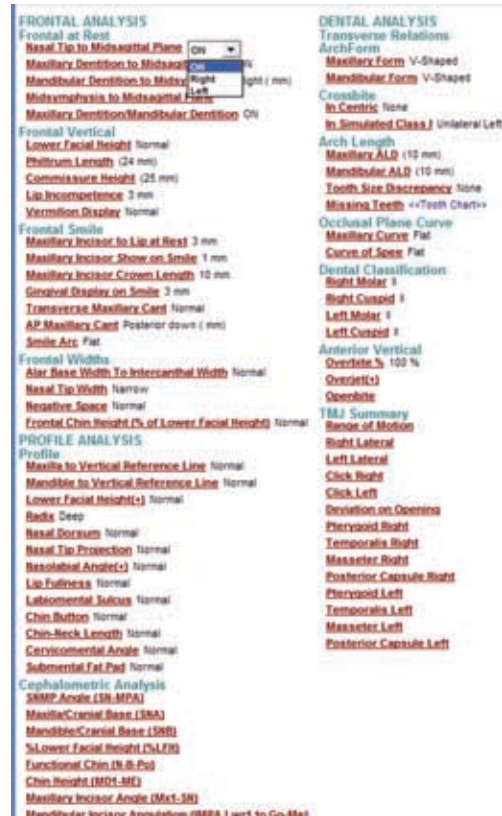 FRONTAL ANALYSIS
Frontal at Rest
Nasal Tip to Midsagittal Plane ON
ON
Right
Left
Maxillary Dentition to Midsagi N
Mandibular Dentition to Midsy ight ( mm)
Midsymphysis to Midsagittal Plane
Maxillary Dentition/Mandibular Dentition ON
Frontal Vertical
Lower Facial Height Normal
Philtrum Length (24 mm)
Commissure Height (25 mm)
Lip Incompetence 3 mm
Vermilion Display Normal
Frontal Smile
Maxillary Incisor to Lip at Rest 3 mm
Maxillary Incisor Show on Smile 1 mm
Maxillary Incisor Crown Length 10 mm
Gingival Display on Smile 3 mm
Transverse Maxillary Cant Normal
AP Maxillary Cant Posterior down ( mm)
Smile Arc Flat
Frontal Widths
Alar Base Width To Intercanthal Width Normal
Nasal Tip Width Narrow
Negative Space Normal
Frontal Chin Height (% of Lower Facial Height) Normal
PROFILE ANALYSIS
Profile
Maxilla to Vertical Reference Line Normal
Mandible to Vertical Reference Line Normal
Lower Facial Height(+) Normal
Radix Deep
Nasal Dorsum Normal
Nasal Tip Projection Normal
Nasolabial Angle(+) Normal
Lip Fullness Normal
Labiomental Sulcus Normal
Chin Button Normal
Chin-Neck Length Normal
Cervicomental Angle Normal
Submental Fat Pad Normal
Cephalometric Analysis
SNMP Angle (SN-MPA)
Maxilla/Cranial Base (SNA)
Mandible/Cranial Base (SNB)
%Lower Facial Height (%LFH)
Functional Chin (N-B-Po)
Chin Height (MD1-ME)
Maxillary Incisor Angle (Mx1-SN)
Mandibular Incisor Angulation (IMPA Lwr1 to Go-Me)
DENTAL ANALYSIS
Transverse Relations
ArchForm
Maxillary Form V-Shaped
Mandibular Form V-Shaped
Crossbite
In Centric None
In Simulated Class I Unilateral Left
Arch Length
Maxillary ALD (10 mm)
Mandibular ALD (10 mm)
Tooth Size Discrepancy None
Missing Teeth <<Tooth Chart>>
Occlusal Plane Curve
Maxillary Curve Flat
Curve of Spee Flat
Dental Classification
Right Molar II
Right Cuspid II
Left Molar II
Left Cuspid II
Anterior Vertical
Overbite % 100 %
Overjet(+)
Openbite
TMJ Summary
Range of Motion
Right Lateral
Left Lateral
Click Right
Click Left
Deviation on Opening
Pterygoid Right
Temporalis Right
Masseter Right
Posterior Capsule Right
Pterygoid Left
Temporalis Left
Masseter Left
Posterior Capsule Left